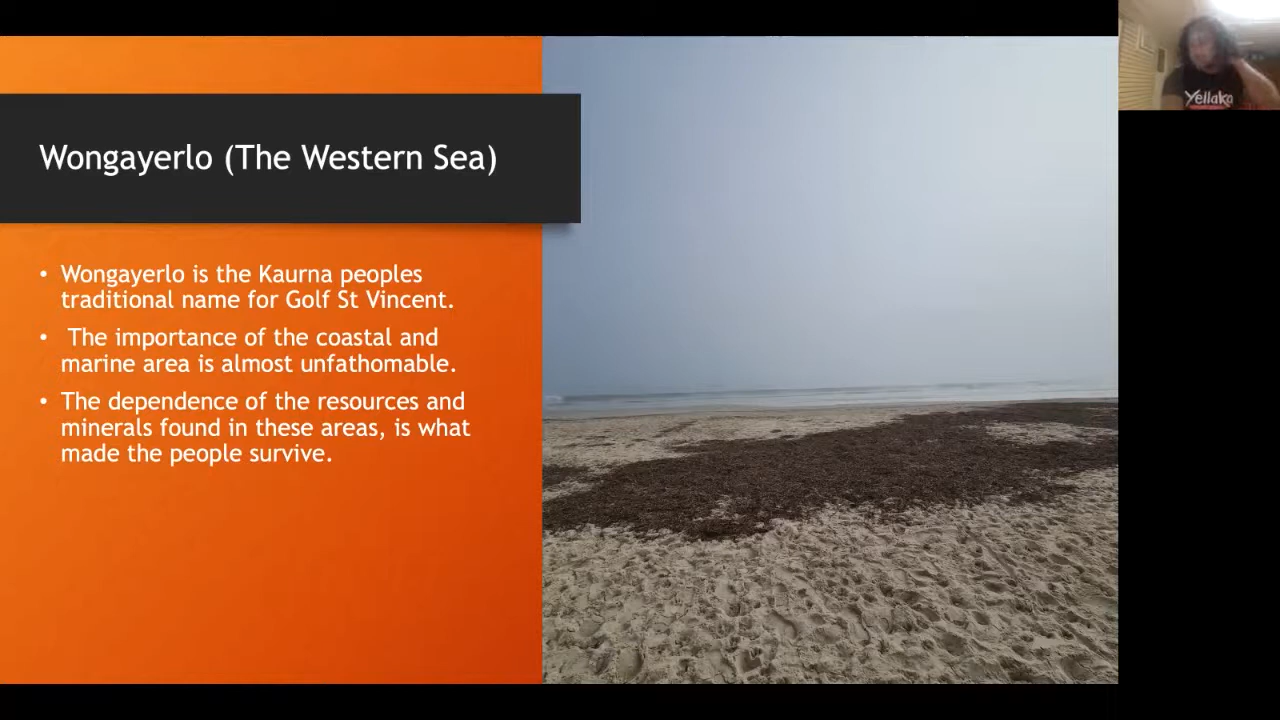 Wongayerlo (The Western Sea)
• Wongayerlo is the Kaurna peoples
traditional name for Golf St Vincent.
• The importance of the coastal and
marine area is almost unfathomable.
• The dependence of the resources and
minerals found in these areas, is what
made the people survive.
Yellaka